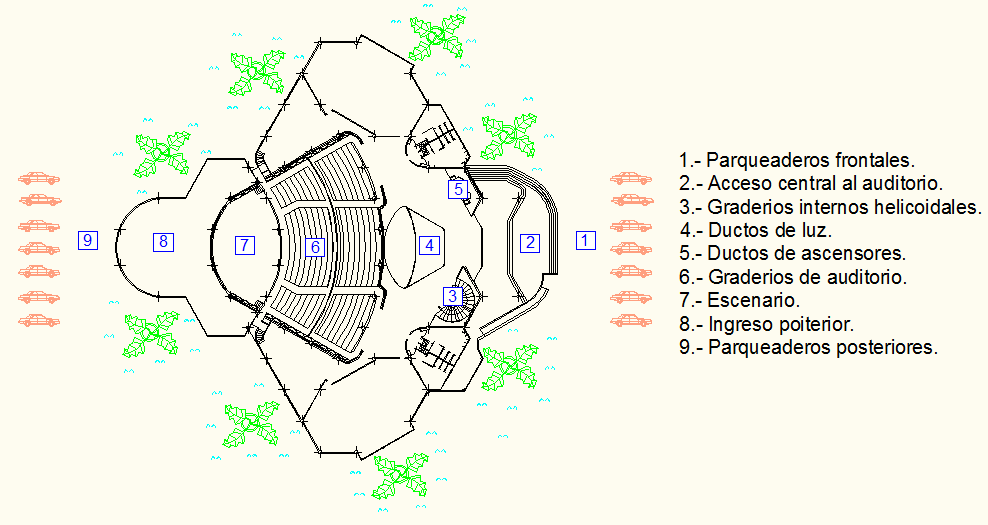 1.- Parqueaderos frontales.
2.- Acceso central al auditorio.
3.- Graderios internos helicoidales.
4.- Ductos de luz.
5.- Ductos de ascensores.
6.- Graderios de auditorio.
7.- Escenario.
8.- Ingreso poiterior.
9.- Parqueaderos posteriores.
5
9
8
7
6
4
2
1
3